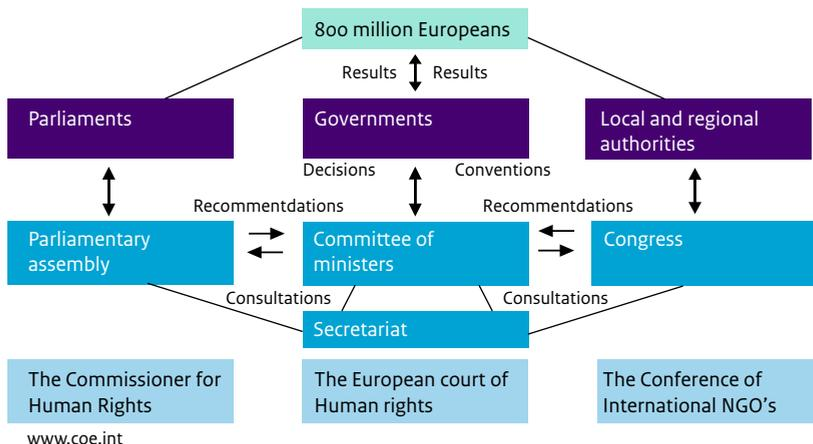 800 million Europeans
Results Results
Parliaments
Governments
Local and regional
authorities
Decisions Conventions
Recommentdations Recommentdations
Parliamentary
assembly
Committee of
ministers
Congress
Consultations Consultations
Secretariat
The Commissioner for
Human Rights
The European court of
Human rights
The Conference of
International NGO's
www.coe.int